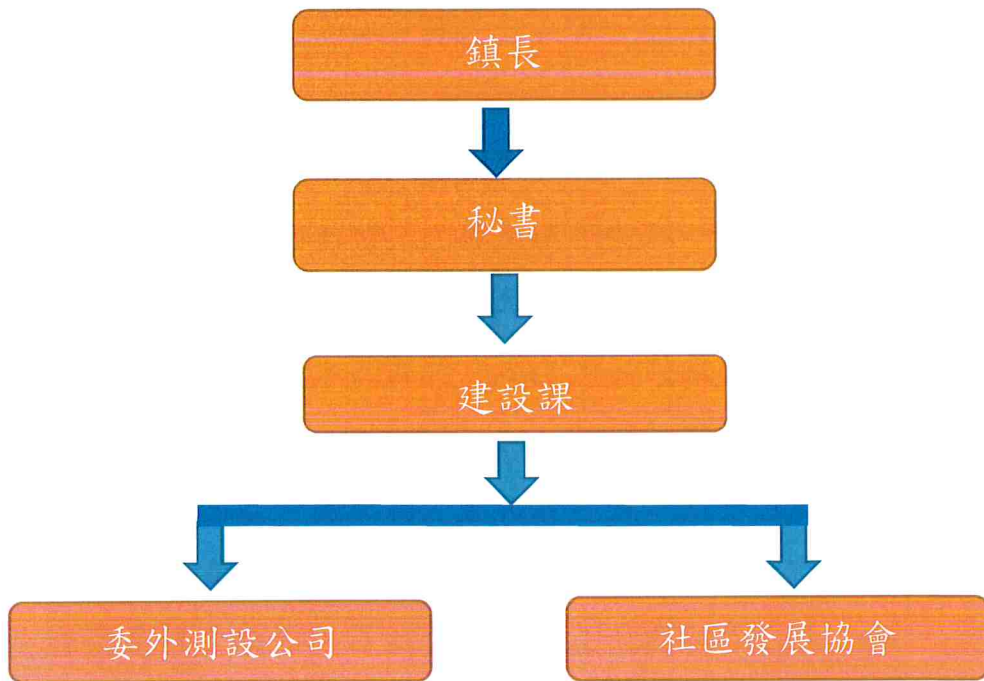 鎮長
秘書
建設課
委外測設公司
社區發展協會